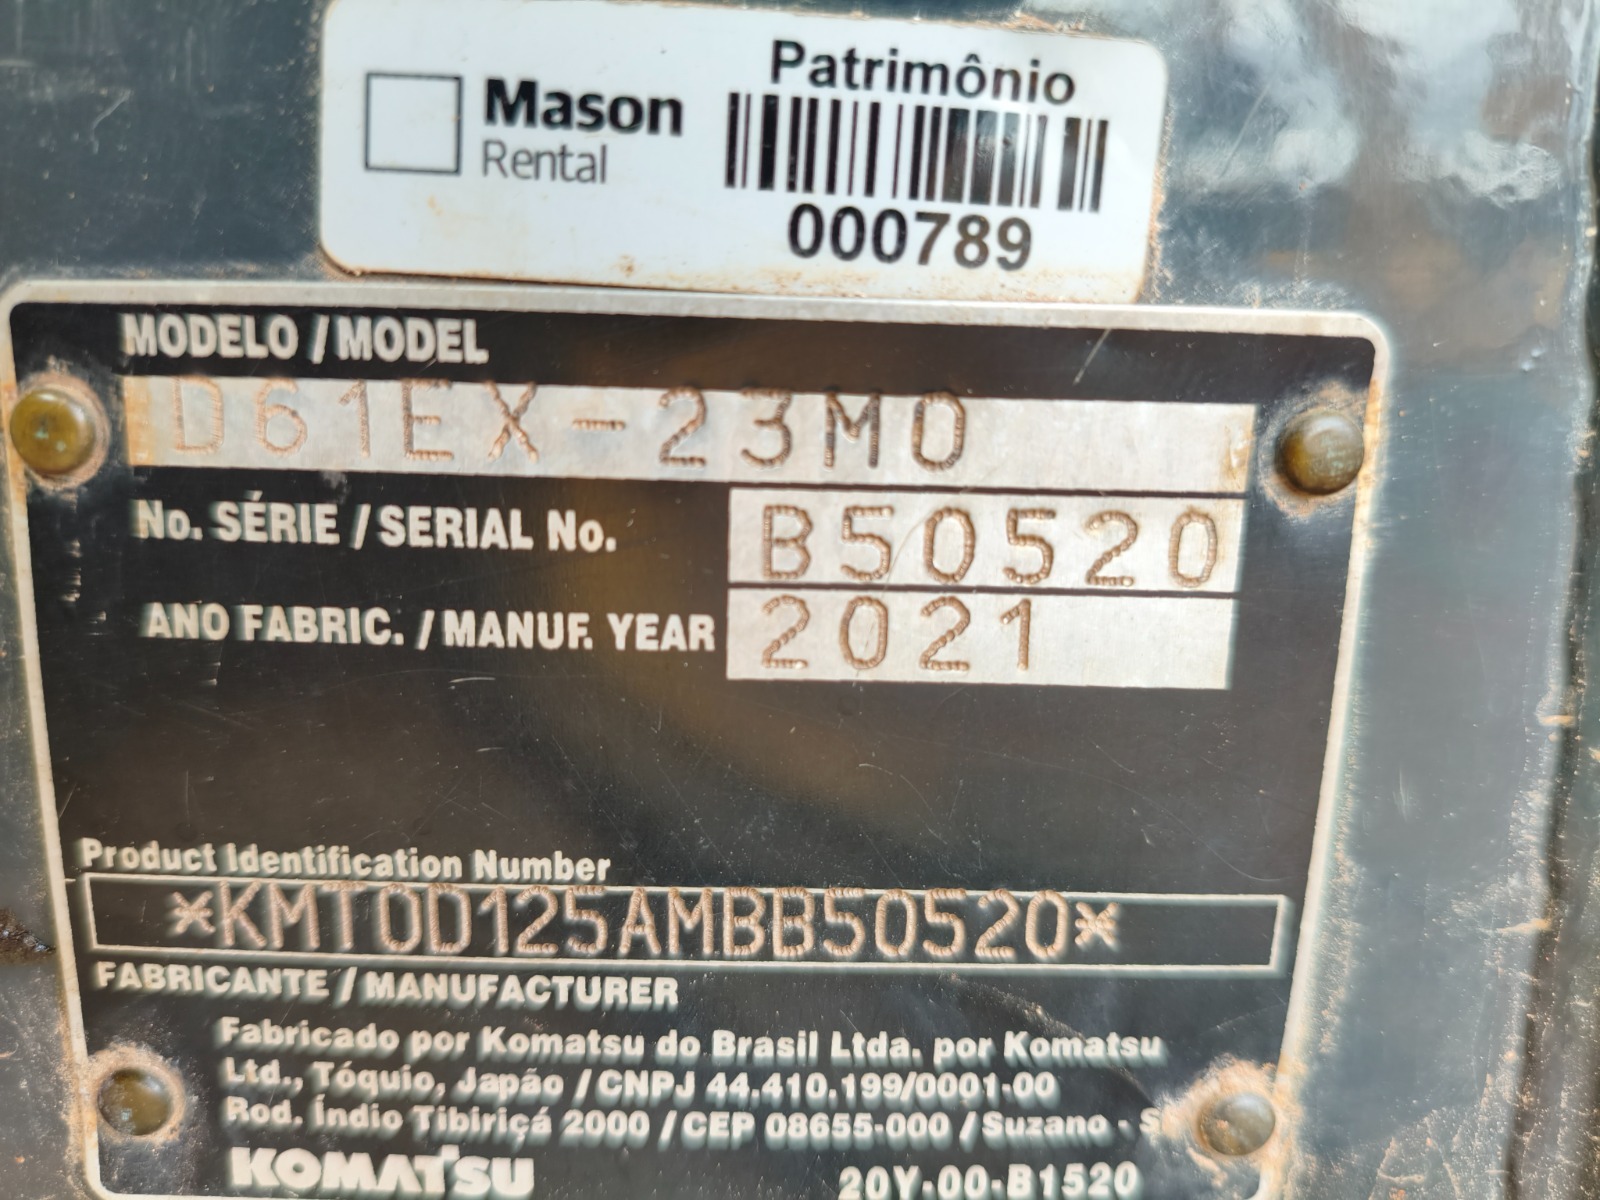 Mason
Rental
Patrimônio
000789
MODELO / MODEL
D61EX-23M0
No. SÉRIE / SERIAL No.
B50520
ANO FABRIC. / MANUF. YEAR
2021
Product Identification Number
*KMT0D125AMBB50520*
FABRICANTE / MANUFACTURER
Fabricado por Komatsu do Brasil Ltda. por Komatsu
Ltd., Tóquio, Japão / CNPJ 44.410.199/0001-00
Rod. Índio Tibiriçá 2000 / CEP 08655-000 / Suzano - S
KOMATSU
20Y-00-B1520